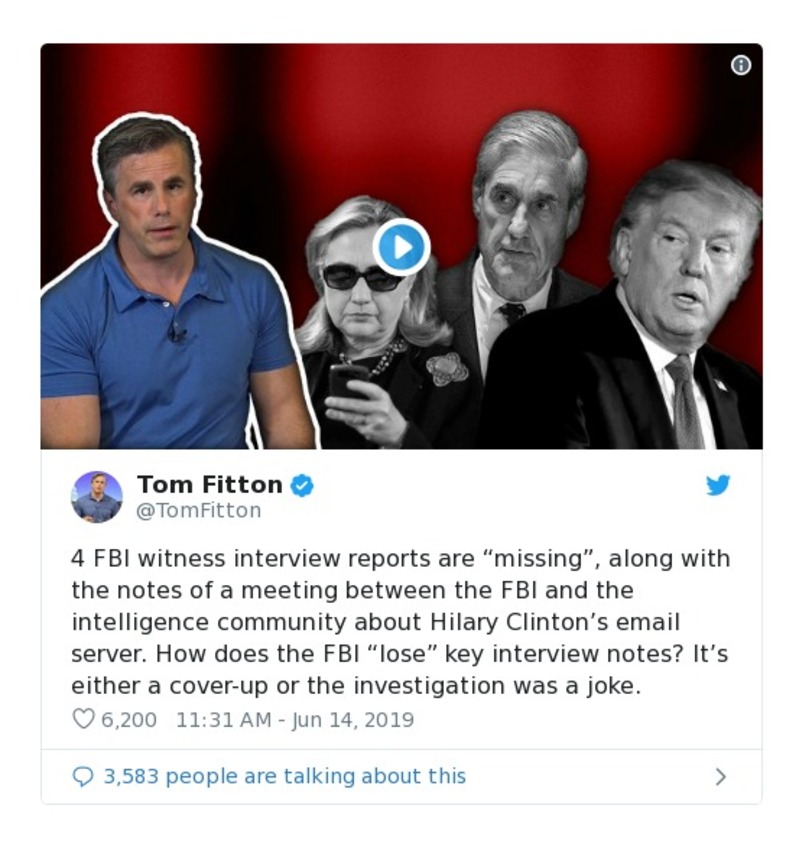 Tom Fitton
@TomFitton
4 FBI witness interview reports are “missing”, along with
the notes of a meeting between the FBI and the
intelligence community about Hilary Clinton’s email
server. How does the FBI “lose” key interview notes? It’s
either a cover-up or the investigation was a joke.
6,200 11:31 AM - Jun 14, 2019
3,583 people are talking about this